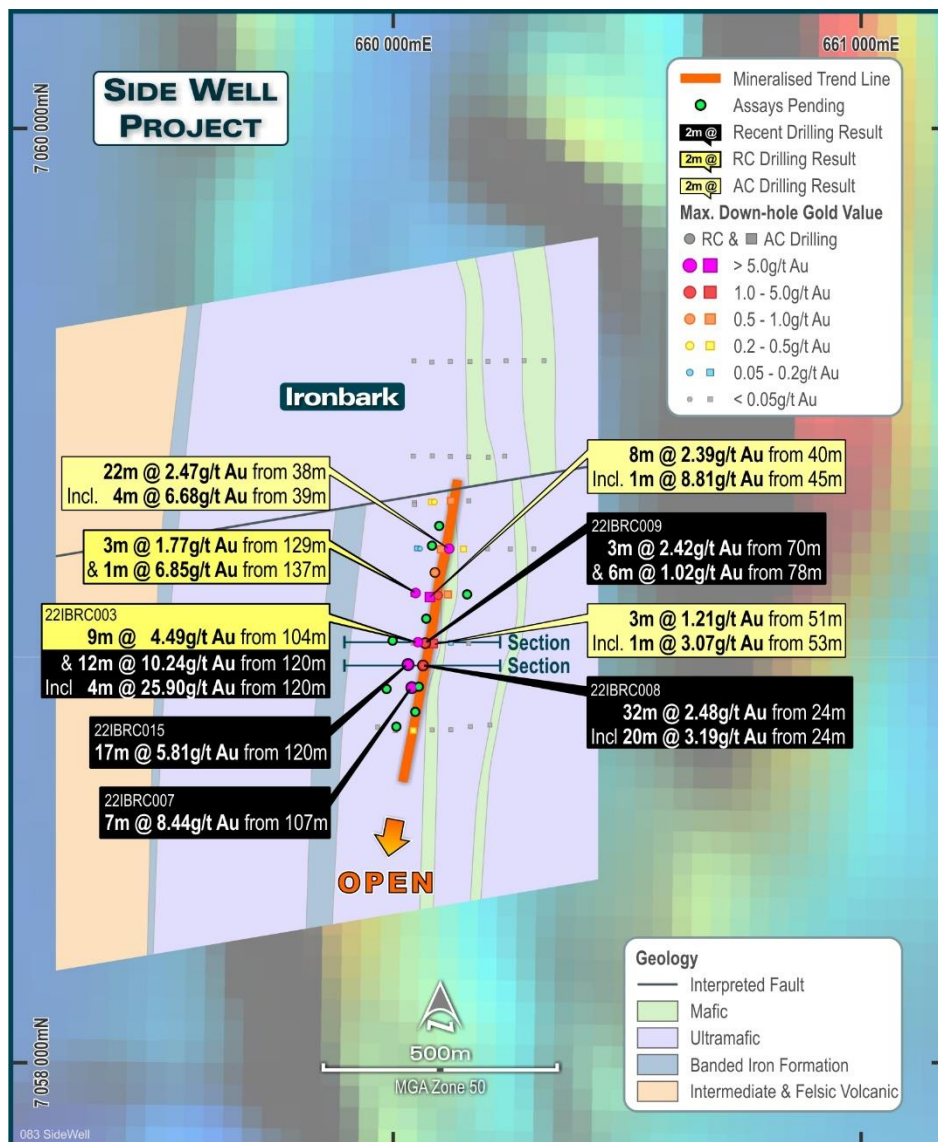 660 000mE
661 000mE
7 060 000mN
SIDE WELL
PROJECT
Mineralised Trend Line
Assays Pending
2m @ Recent Drilling Result
2m @ RC Drilling Result
2m @ AC Drilling Result
Max. Down-hole Gold Value
RC & AC Drilling
> 5.0g/t Au
1.0 - 5.0g/t Au
0.5 - 1.0g/t Au
0.2 - 0.5g/t Au
0.05 - 0.2g/t Au
< 0.05g/t Au
Ironbark
22m @ 2.47g/t Au from 38m
Incl. 4m @ 6.68g/t Au from 39m
8m @ 2.39g/t Au from 40m
Incl. 1m @ 8.81g/t Au from 45m
3m @ 1.77g/t Au from 129m
& 1m @ 6.85g/t Au from 137m
22IBRC009
3m @ 2.42g/t Au from 70m
& 6m @ 1.02g/t Au from 78m
22IBRC003
9m @ 4.49g/t Au from 104m
& 12m @ 10.24g/t Au from 120m
Incl 4m @ 25.90g/t Au from 120m
3m @ 1.21g/t Au from 51m
Incl. 1m @ 3.07g/t Au from 53m
Section
Section
22IBRC008
32m @ 2.48g/t Au from 24m
Incl 20m @ 3.19g/t Au from 24m
22IBRC015
17m @ 5.81g/t Au from 120m
22IBRC007
7m @ 8.44g/t Au from 107m
OPEN
N
500m
MGA Zone 50
Geology
Interpreted Fault
Mafic
Ultramafic
Banded Iron Formation
Intermediate & Felsic Volcanic
7 058 000mN
083 SideWell